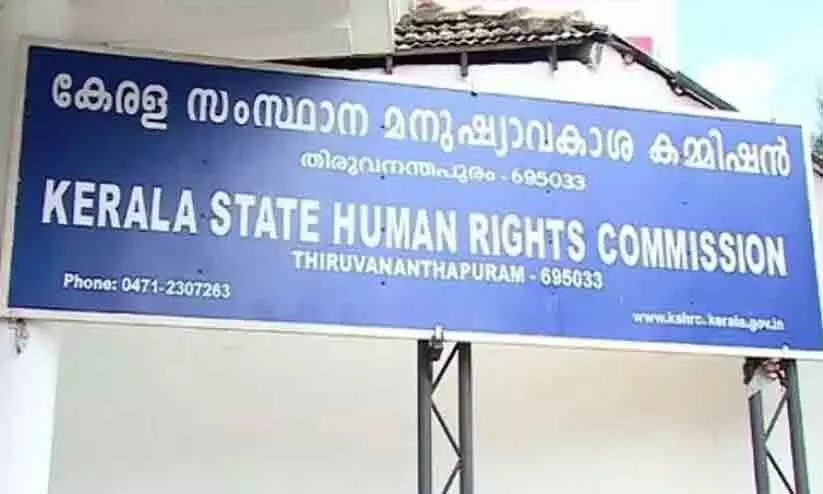 കേരള സംസ്ഥാന മനുഷ്യാവകാശ കമ്മിഷൻ
തിരുവനന്തപുരം - 695033
KERALA STATE HUMAN RIGHTS COMMISSION
THIRUVANANTHAPURAM - 695033
Phone: 0471-2307263
www.kshrc.kerala.gov.in